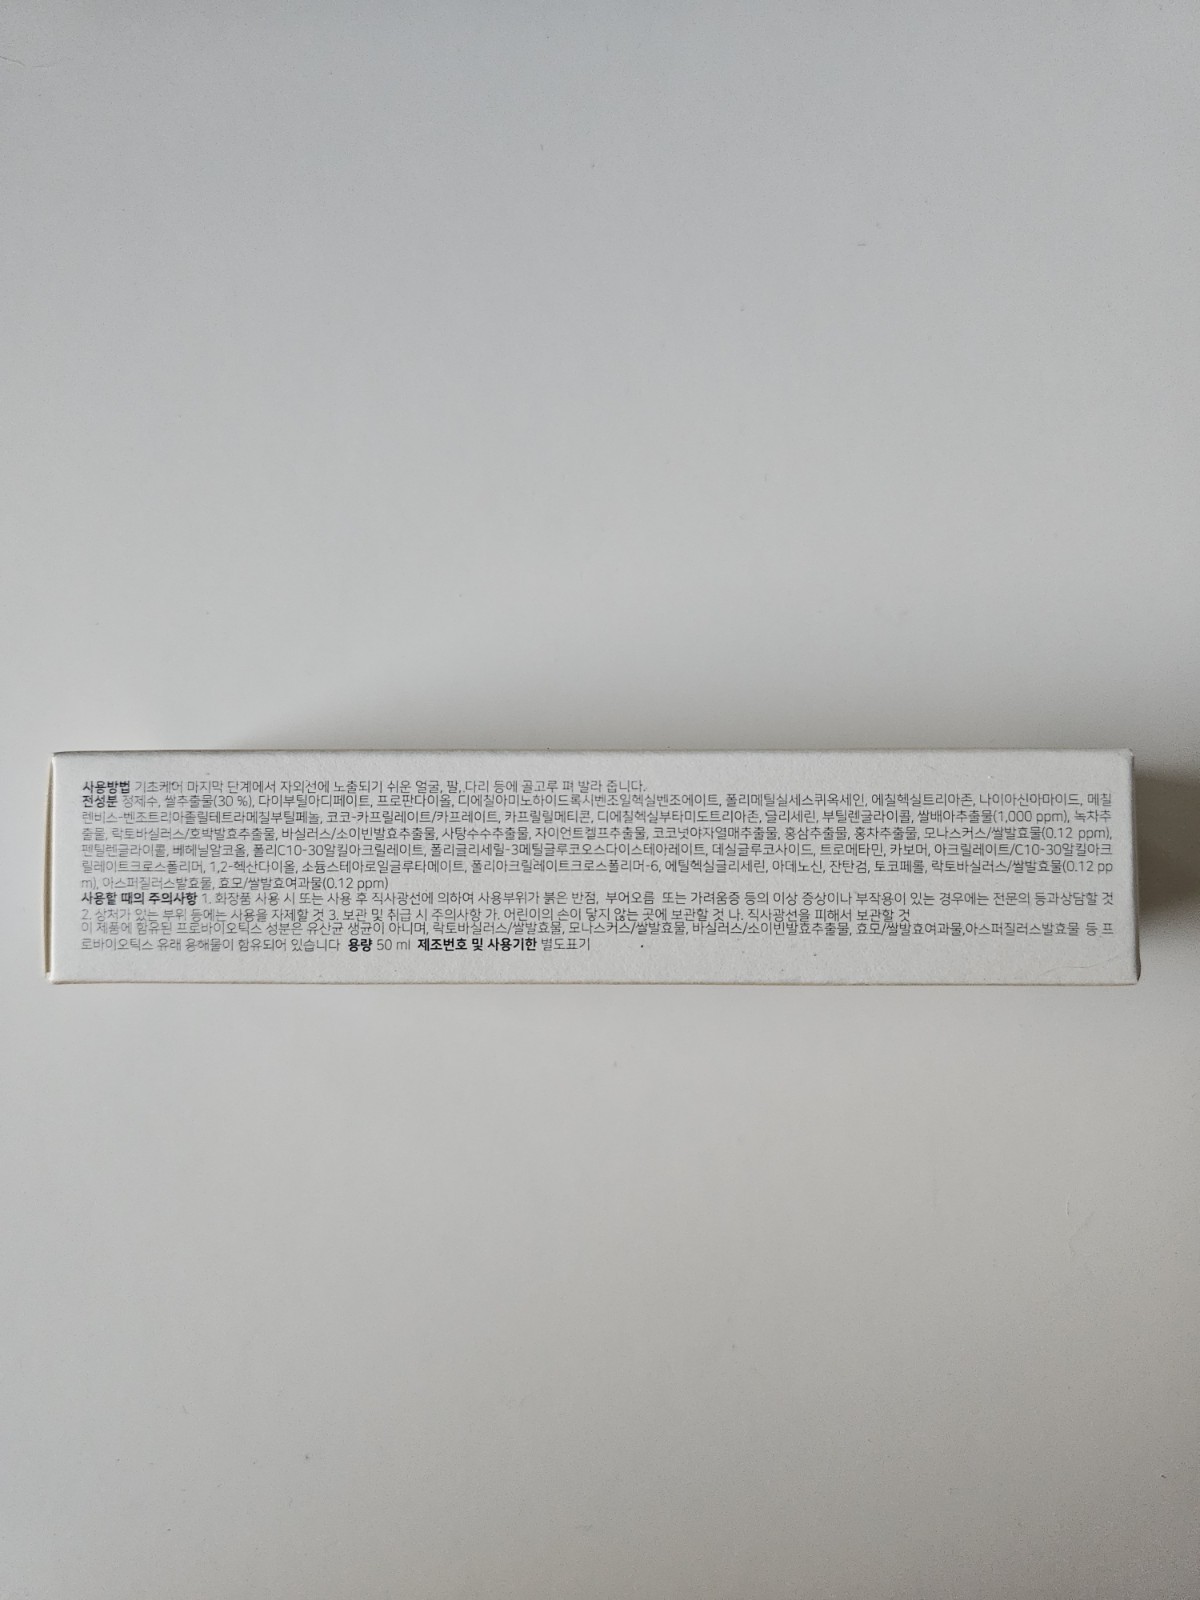 사용방법 기초케어 마지막 단계에서 자외선에 노출되기 쉬운 얼굴, 팔, 다리 등에 골고루 펴 발라 줍니다.
전성분 정제수, 쌀추출물(30 %), 다이부틸아디페이트, 프로판다이올, 디에칠아미노하이드록시벤조일헥실벤조에이트, 폴리메틸실세스퀴옥세인, 에칠헥실트리아존, 나이아신아마이드, 메칠
렌비스-벤조트리아졸릴테트라메칠부틸페놀, 코코-카프릴레이트/카프레이트, 카프릴릴메티콘, 디에칠헥실부타미도트리아존, 글리세린, 부틸렌글라이콜, 쌀배아추출물(1,000 ppm), 녹차추
출물, 락토바실러스/호박발효추출물, 바실러스/소이빈발효추출물, 사탕수수추출물, 자이언트켈프추출물, 코코넛야자열매추출물, 홍삼추출물, 홍차추출물, 모나스커스/쌀발효물(0.12 ppm),
펜틸렌글라이콜, 베헤닐알코올, 폴리C10-30알킬아크릴레이트, 폴리글리세릴-3메틸글루코오스다이스테아레이트, 데실글루코사이드, 트로메타민, 카보머, 아크릴레이트/C10-30알킬아크
릴레이트크로스폴리머, 1,2-헥산다이올, 소듐스테아로일글루타메이트, 폴리아크릴레이트크로스폴리머-6, 에틸헥실글리세린, 아데노신, 잔탄검, 토코페롤, 락토바실러스/쌀발효물(0.12 pp
m), 아스퍼질러스발효물, 효모/쌀발효여과물(0.12 ppm)
사용할 때의 주의사항 1. 화장품 사용 시 또는 사용 후 직사광선에 의하여 사용부위가 붉은 반점, 부어오름 또는 가려움증 등의 이상 증상이나 부작용이 있는 경우에는 전문의 등과상담할 것
2. 상처가 있는 부위 등에는 사용을 자제할 것 3. 보관 및 취급 시 주의사항 가. 어린이의 손이 닿지 않는 곳에 보관할 것 나. 직사광선을 피해서 보관할 것
이 제품에 함유된 프로바이오틱스 성분은 유산균 생균이 아니며, 락토바실러스/쌀발효물, 모나스커스/쌀발효물, 바실러스/소이빈발효추출물, 효모/쌀발효여과물,아스퍼질러스발효물 등 프
로바이오틱스 유래 용해물이 함유되어 있습니다 용량 50 ml 제조번호 및 사용기한 별도표기